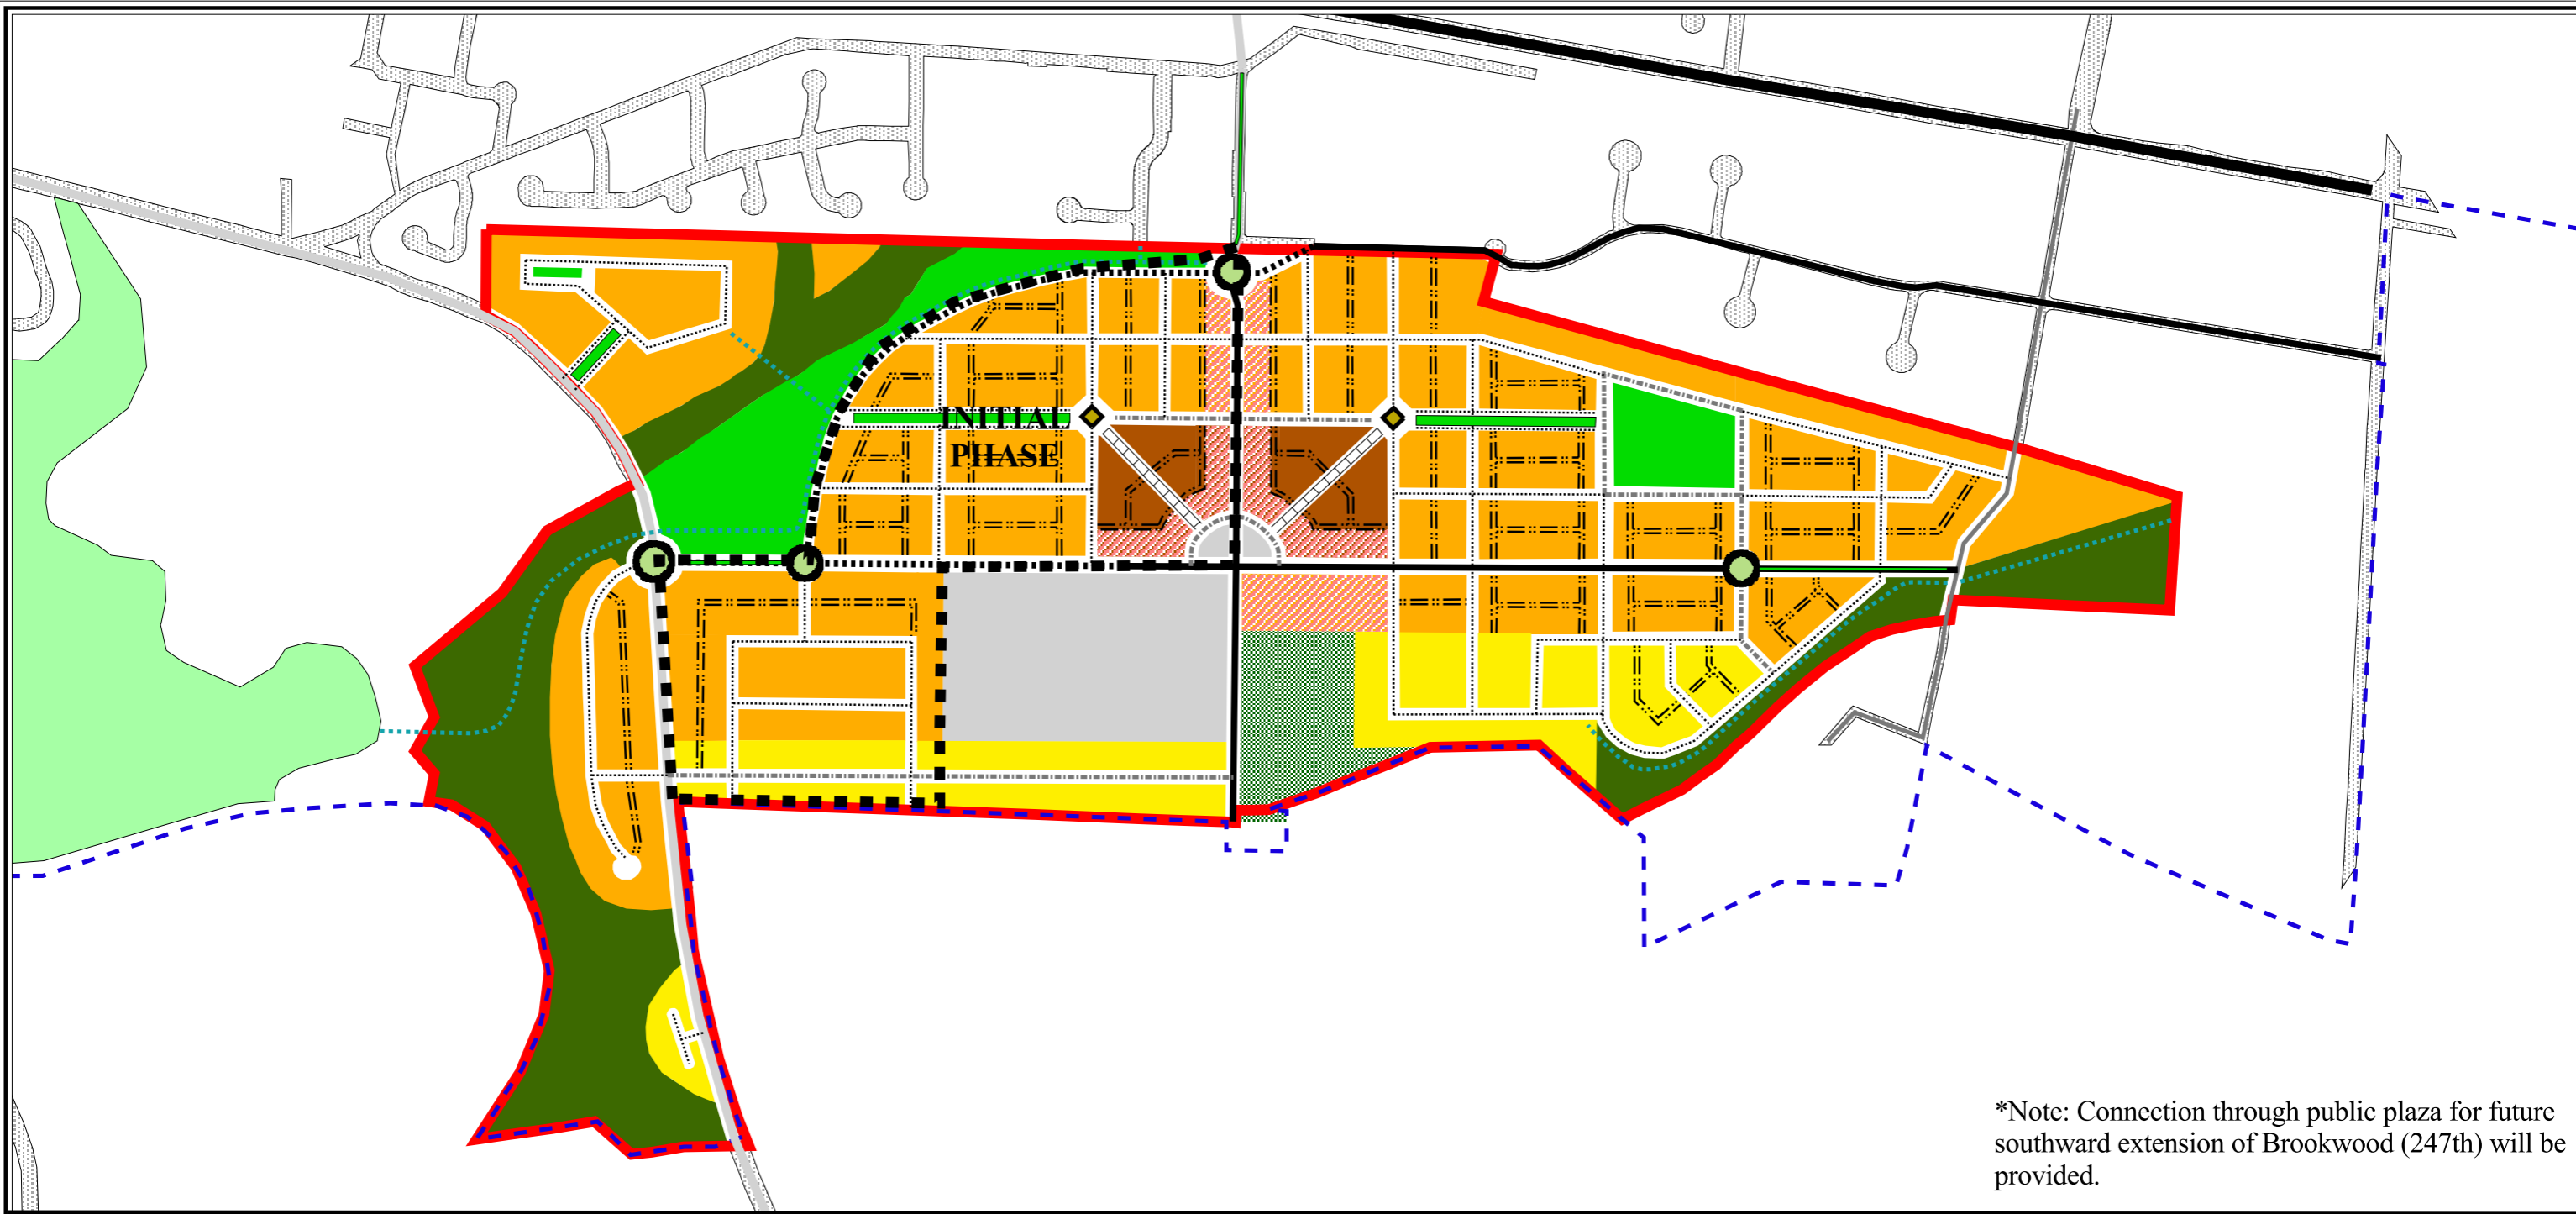 INITIAL
PHASE
*Note: Connection through public plaza for future
southward extension of Brookwood (247th) will be
provided.